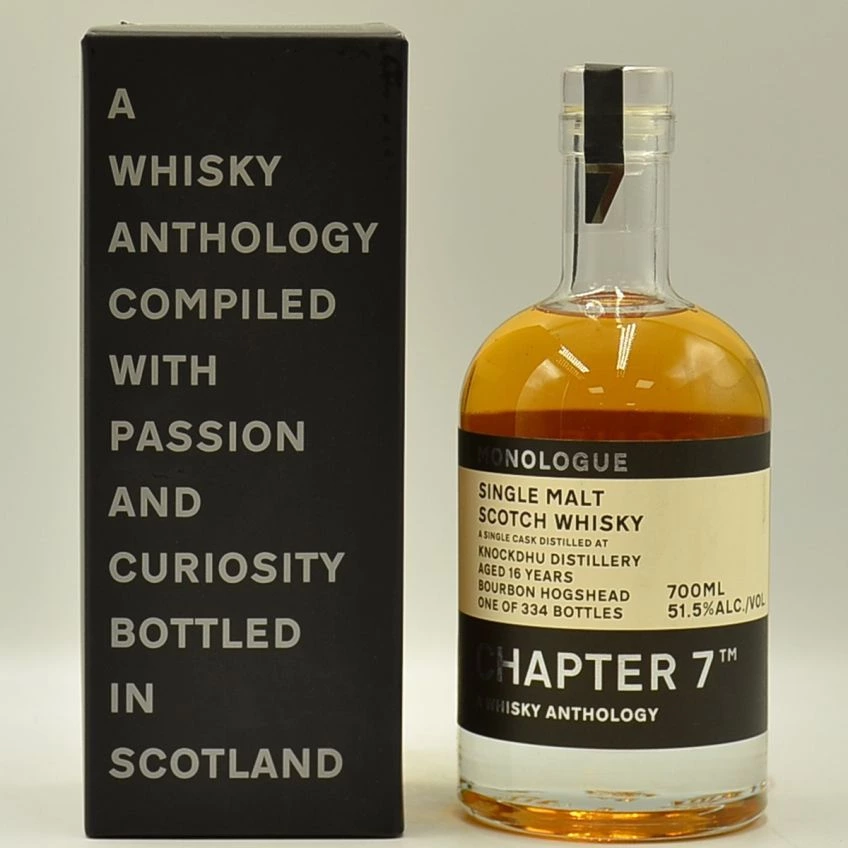 A
WHISKY
ANTHOLOGY
COMPILED
WITH
PASSION
AND
CURIOSITY
BOTTLED
IN
SCOTLAND
7
MONOLOGUE
SINGLE MALT
SCOTCH WHISKY
A SINGLE CASK DISTILLED AT
KNOCKDHU DISTILLERY
AGED 16 YEARS
BOURBON HOGSHEAD
ONE OF 334 BOTTLES
700ML
51.5%ALC./VOL
CHAPTER 7™
A WHISKY ANTHOLOGY